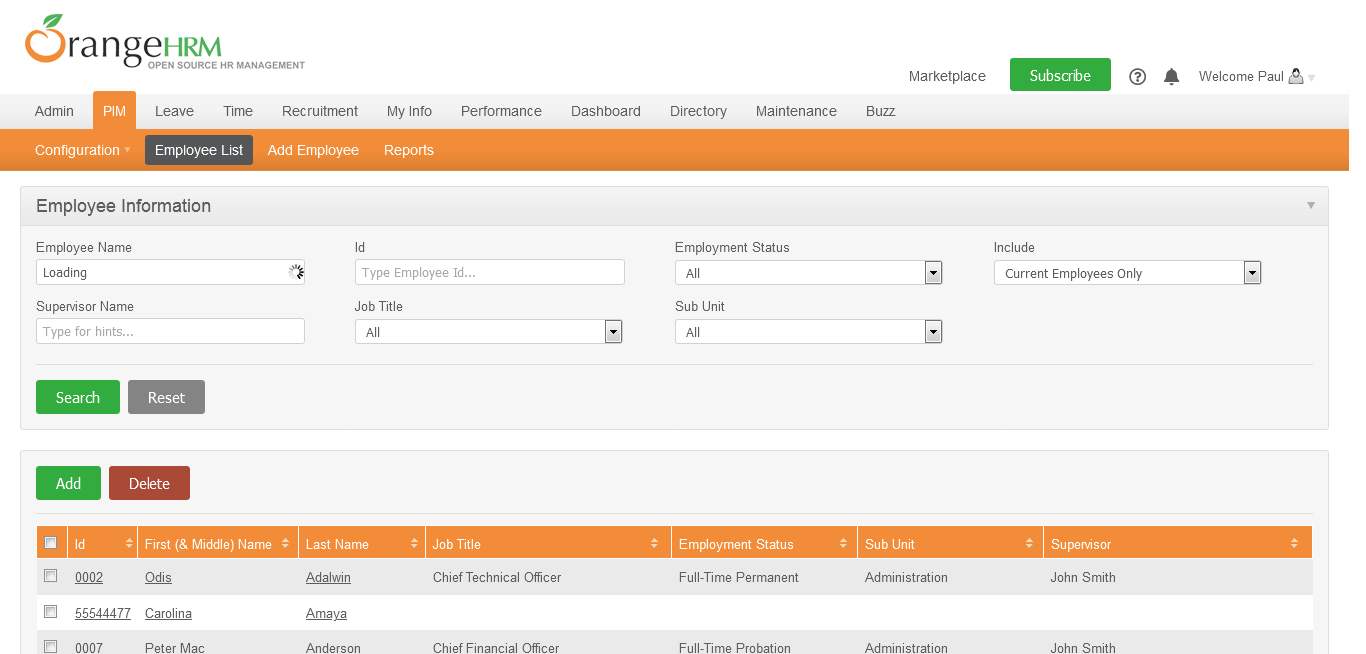 OrangeHRM
OPEN SOURCE HR MANAGEMENT
Marketplace Subscribe Welcome Paul
Admin PIM Leave Time Recruitment My Info Performance Dashboard Directory Maintenance Buzz
Configuration Employee List Add Employee Reports
Employee Information
Employee Name Id Employment Status Include
Loading Type Employee Id... All Current Employees Only
Supervisor Name Job Title Sub Unit
Type for hints... All All
Search Reset
Add Delete
Id First (& Middle) Name Last Name Job Title Employment Status Sub Unit Supervisor
0002 Odis Adalwin Chief Technical Officer Full-Time Permanent Administration John Smith
55544477 Carolina Amaya
0007 Peter Mac Anderson Chief Financial Officer Full-Time Probation Administration John Smith